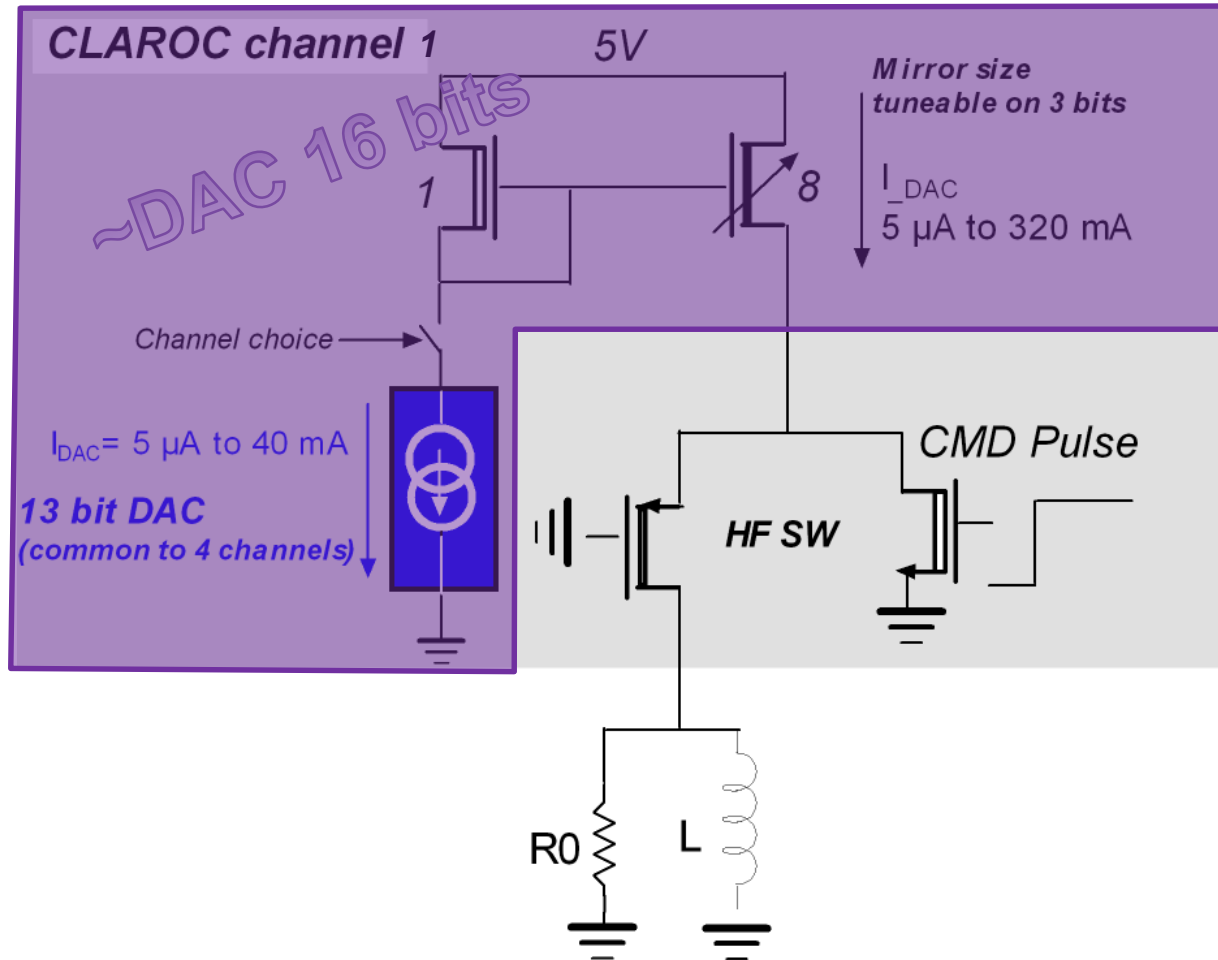 CLAROC channel 1
5V
Mirror size
tuneable on 3 bits
~DAC 16 bits
1
8
I_DAC
5 µA to 320 mA
Channel choice
IDAC= 5 µA to 40 mA
13 bit DAC
(common to 4 channels)
CMD Pulse
HF SW
R0
L